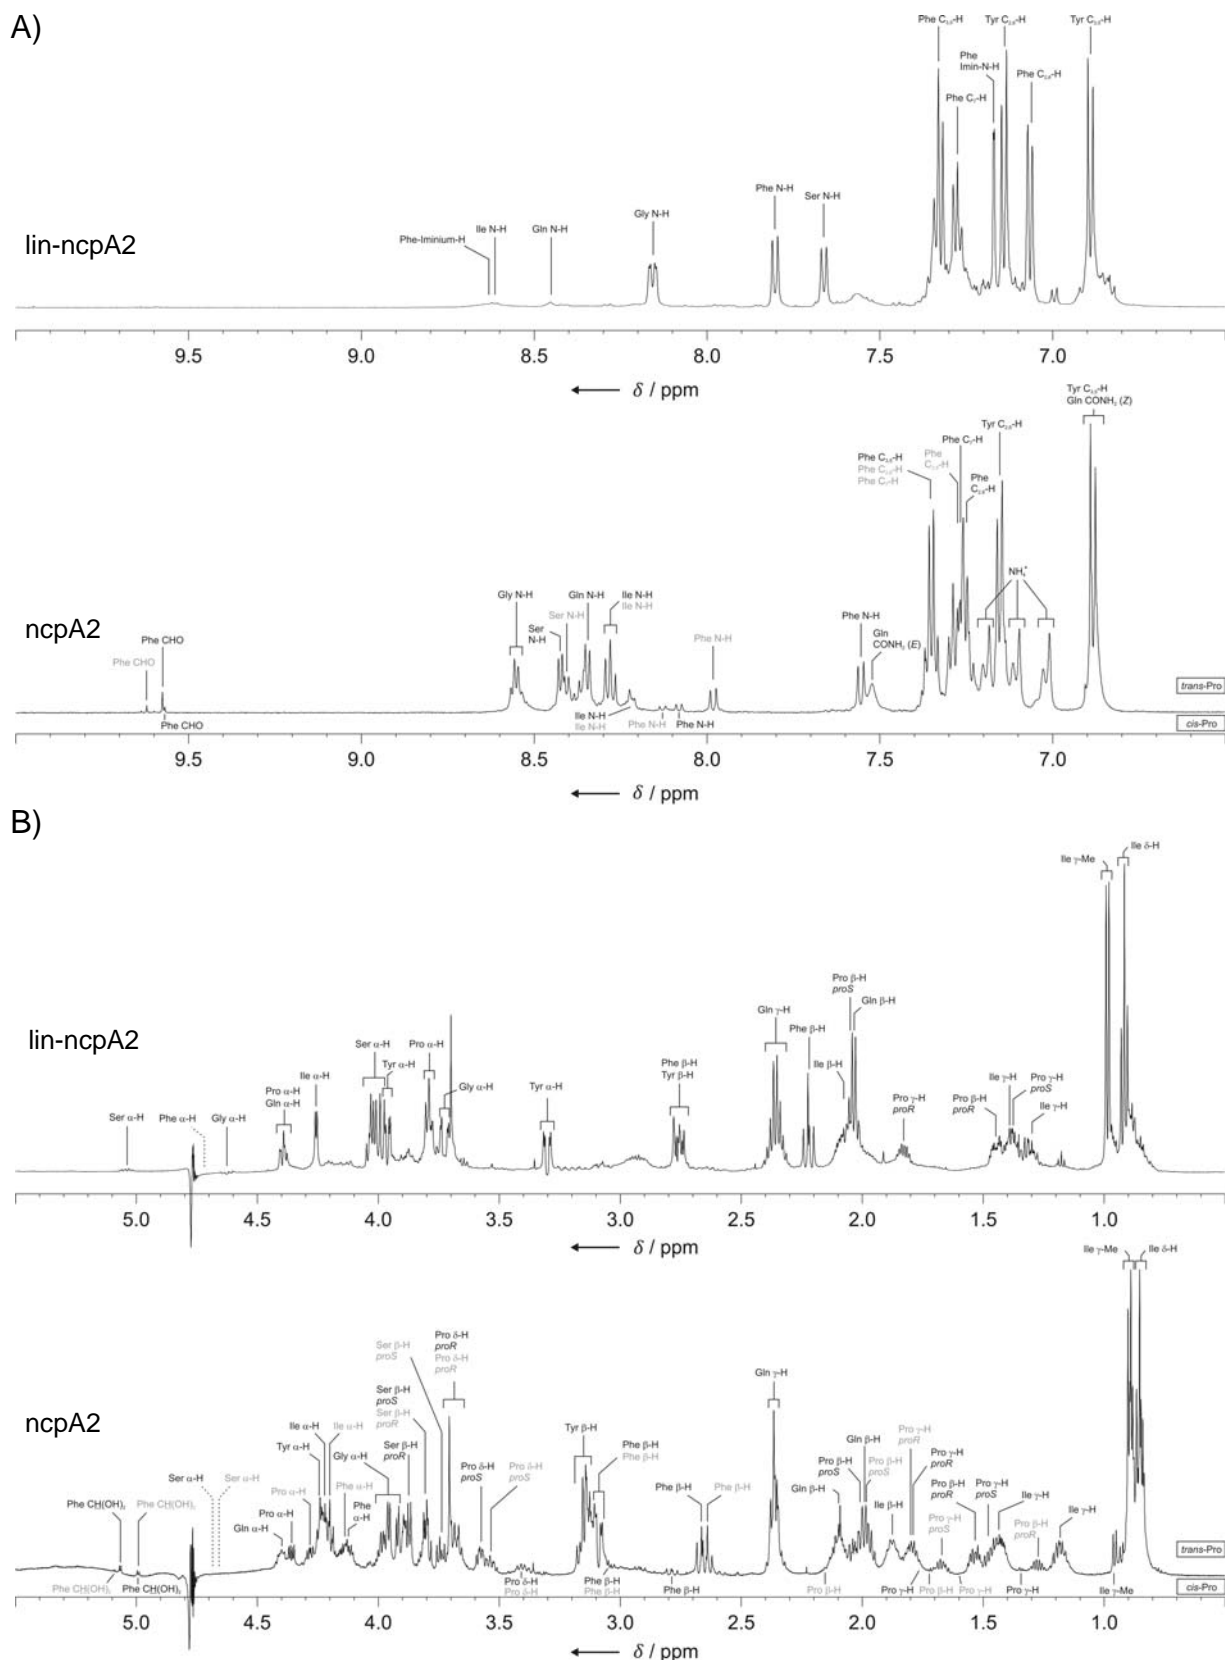 A)
Phe C3,5-H
Tyr C2,6-H
Tyr C3,5-H
Phe
Imin-N-H
Phe C2,6-H
Phe C4-H
Phe N-H
Ser N-H
Gly N-H
Phe-Iminium-H
Ile N-H
Gln N-H
lin-ncpA2
9.5 9.0 8.5 8.0 7.5 7.0
δ / ppm
Tyr C3,5-H
Gln CONH2 (Z)
Tyr C2,6-H
Phe C4-H
Phe C3,5-H
Phe C3,5-H
Phe C4-H
Phe
Phe
C2,6-H
NH4+
Gly N-H
Ser
N-H
Ser N-H
Gln N-H
Ile N-H
Ile N-H
Phe N-H
Gln
CONH2 (E)
Phe N-H
ncpA2
Phe CHO
Phe CHO
Phe CHO
Ile N-H
Ile N-H
Phe N-H
Phe N-H
trans-Pro
cis-Pro
9.5 9.0 8.5 8.0 7.5 7.0
δ / ppm
B)
Ile γ-Me
Ile δ-H
lin-ncpA2
Pro β-H
proS
Gln β-H
Gln γ-H
Phe β-H
Ile β-H
Ser α-H
Pro α-H
Tyr α-H
Phe β-H
Tyr β-H
Ile α-H
Pro α-H
Gln α-H
Gly α-H
Tyr α-H
Ser α-H
Phe α-H
Gly α-H
Pro γ-H
proR
Pro β-H
proR
Ile γ-H
Pro γ-H
proS
Ile γ-H
5.0 4.5 4.0 3.5 3.0 2.5 2.0 1.5 1.0
δ / ppm
Ile γ-Me
Ile δ-H
ncpA2
Ser β-H
proS
Pro δ-H
proR
Pro δ-H
proR
Ser β-H
proS
Ser β-H
proR
Gln γ-H
Ile α-H
Ile α-H
Tyr α-H
Gly α-H
Ser β-H
proR
Tyr β-H
Phe β-H
Phe β-H
Pro δ-H
proS
Pro δ-H
proS
Ser α-H
Ser α-H
Pro α-H
Pro α-H
Phe α-H
Phe
α-H
Gln α-H
Phe CH(OH)2
Phe CH(OH)2
Phe β-H
Phe β-H
Gln β-H
Pro β-H
proS
Gln β-H
Pro β-H
proS
Pro γ-H
proR
Pro γ-H
proR
Ile β-H
Pro γ-H
proS
Pro β-H
proR
Pro γ-H
proS
Ile γ-H
Pro β-H
proR
Ile γ-H
trans-Pro
cis-Pro
Phe CH(OH)2
Phe CH(OH)2
Pro δ-H
Pro δ-H
Phe β-H
Phe β-H
Phe β-H
Pro β-H
Pro γ-H
Pro β-H
Pro γ-H
Pro γ-H
Ile γ-Me
5.0 4.5 4.0 3.5 3.0 2.5 2.0 1.5 1.0
δ / ppm